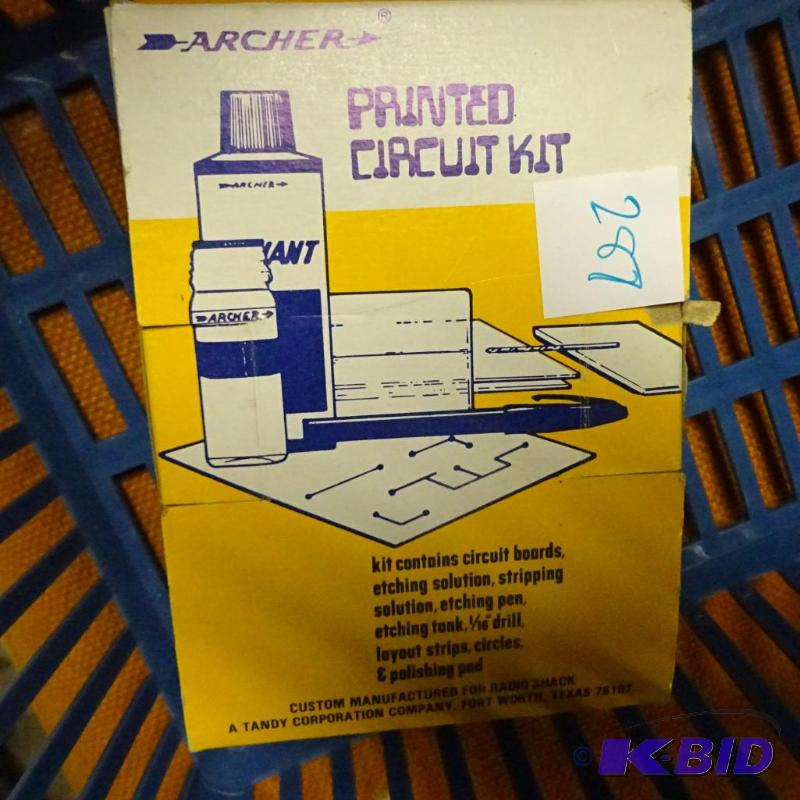 ARCHER ®
PRINTED
CIRCUIT KIT
297
ARCHER
ARCHER
kit contains circuit boards,
etching solution, stripping
solution, etching pen,
etching tank, 1/16" drill,
layout strips, circles,
& polishing pad
CUSTOM MANUFACTURED FOR RADIO SHACK
A TANDY CORPORATION COMPANY, FORT WORTH, TEXAS 76107
© K-BID